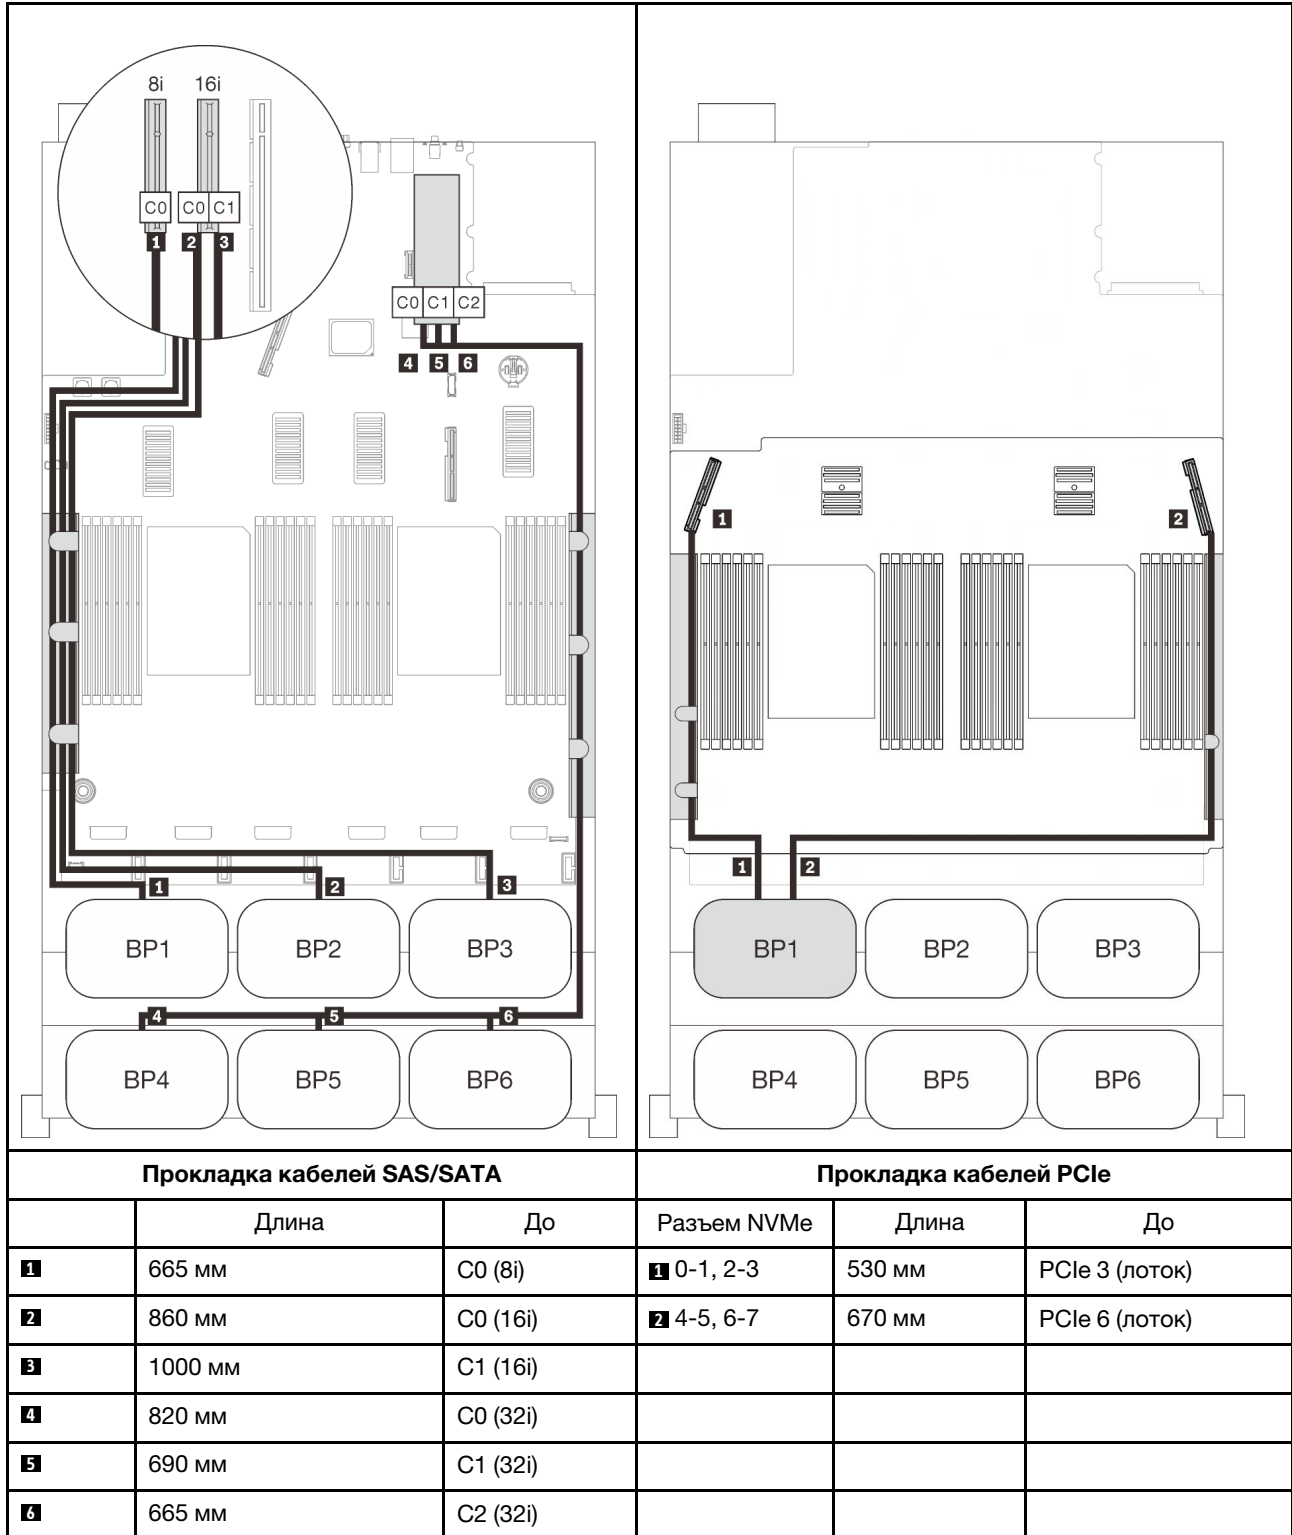 8i 16i
C0 C0 C1
1 2 3
C0 C1 C2
4 5 6
1 2 3
BP1 BP2 BP3
4 5 6
BP4 BP5 BP6
1 2
1 2
BP1 BP2 BP3
BP4 BP5 BP6
Прокладка кабелей SAS/SATA Прокладка кабелей PCIe
Длина До Разъем NVMe Длина До
1 665 мм C0 (8i) 1 0-1, 2-3 530 мм PCIe 3 (лоток)
2 860 мм C0 (16i) 2 4-5, 6-7 670 мм PCIe 6 (лоток)
3 1000 мм C1 (16i)
4 820 мм C0 (32i)
5 690 мм C1 (32i)
6 665 мм C2 (32i)